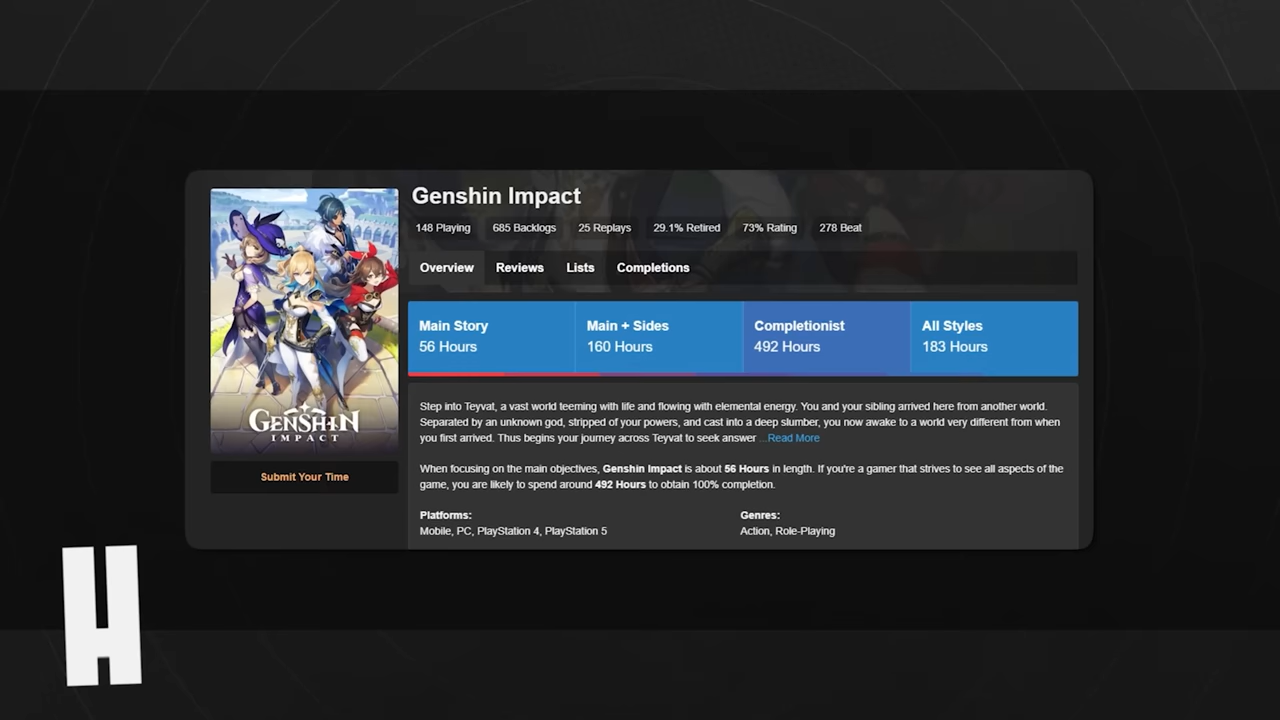 Genshin Impact
148 Playing 685 Backlogs 25 Replays 29.1% Retired 73% Rating 278 Beat
Overview Reviews Lists Completions
Main Story Main + Sides Completionist All Styles
56 Hours 160 Hours 492 Hours 183 Hours
GENSHIN
IMPACT
Submit Your Time
Step into Teyvat, a vast world teeming with life and flowing with elemental energy. You and your sibling arrived here from another world.
Separated by an unknown god, stripped of your powers, and cast into a deep slumber, you now awake to a world very different from when
you first arrived. Thus begins your journey across Teyvat to seek answer ...Read More
When focusing on the main objectives, Genshin Impact is about 56 Hours in length. If you're a gamer that strives to see all aspects of the
game, you are likely to spend around 492 Hours to obtain 100% completion.
Platforms: Genres:
Mobile, PC, PlayStation 4, PlayStation 5 Action, Role-Playing
H